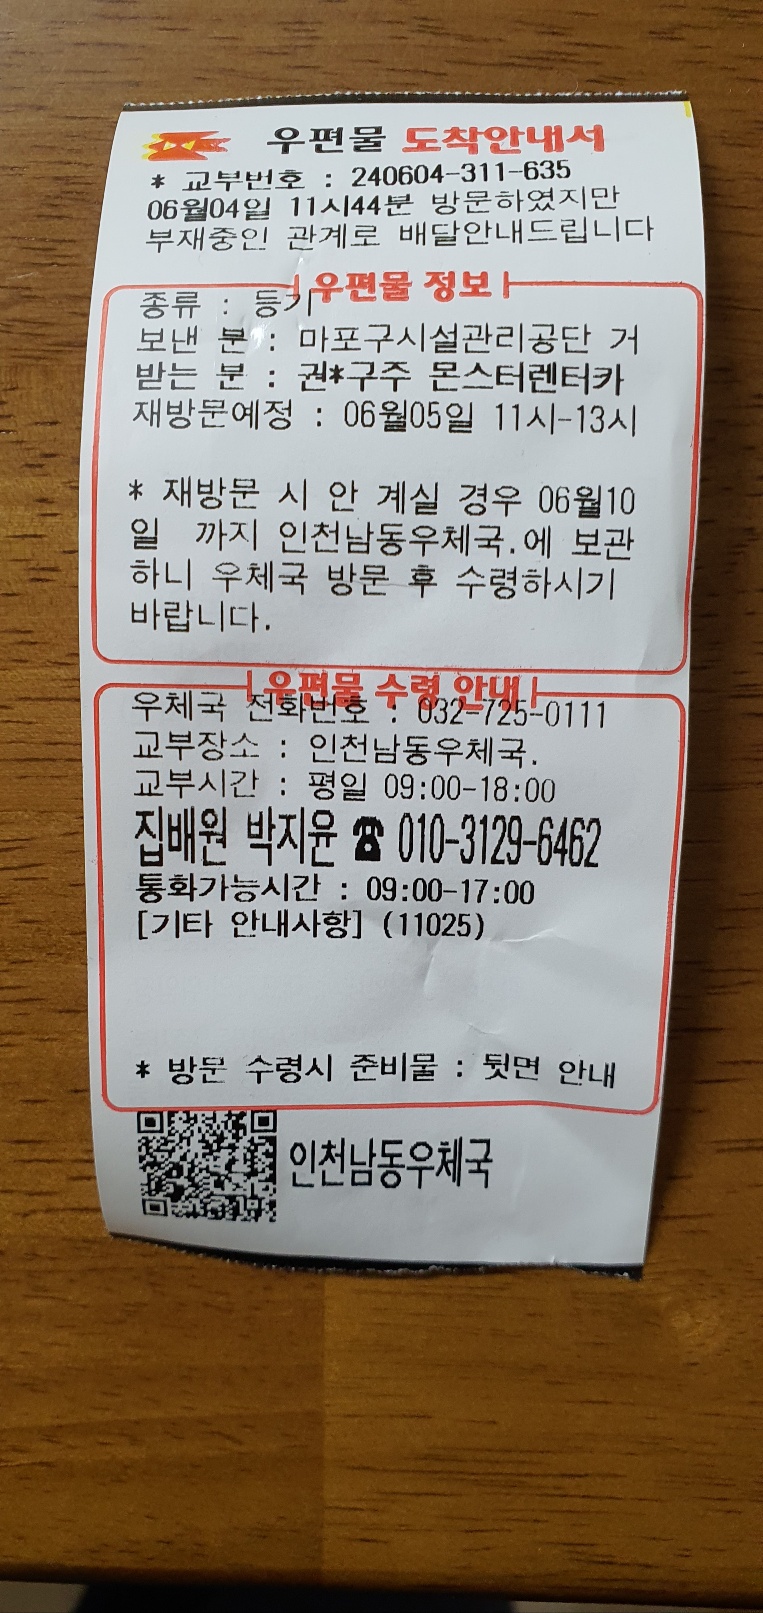 우편물 도착안내서
* 교부번호 : 240604-311-635
06월04일 11시44분 방문하였지만
부재중인 관계로 배달안내드립니다
우편물 정보
종류 : 등기
보낸 분 : 마포구시설관리공단 거
받는 분 : 권*구주 몬스터렌터카
재방문예정 : 06월05일 11시-13시
* 재방문 시 안 계실 경우 06월10
일 까지 인천남동우체국.에 보관
하니 우체국 방문 후 수령하시기
바랍니다.
우편물 수령 안내
우체국 전화번호 : 032-725-0111
교부장소 : 인천남동우체국.
교부시간 : 평일 09:00-18:00
집배원 박지윤 ☎ 010-3129-6462
통화가능시간 : 09:00-17:00
[기타 안내사항] (11025)
* 방문 수령시 준비물 : 뒷면 안내
인천남동우체국